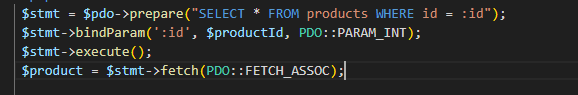 $stmt = $pdo->prepare("SELECT * FROM products WHERE id = :id");
$stmt->bindParam(':id', $productId, PDO::PARAM_INT);
$stmt->execute();
$product = $stmt->fetch(PDO::FETCH_ASSOC);